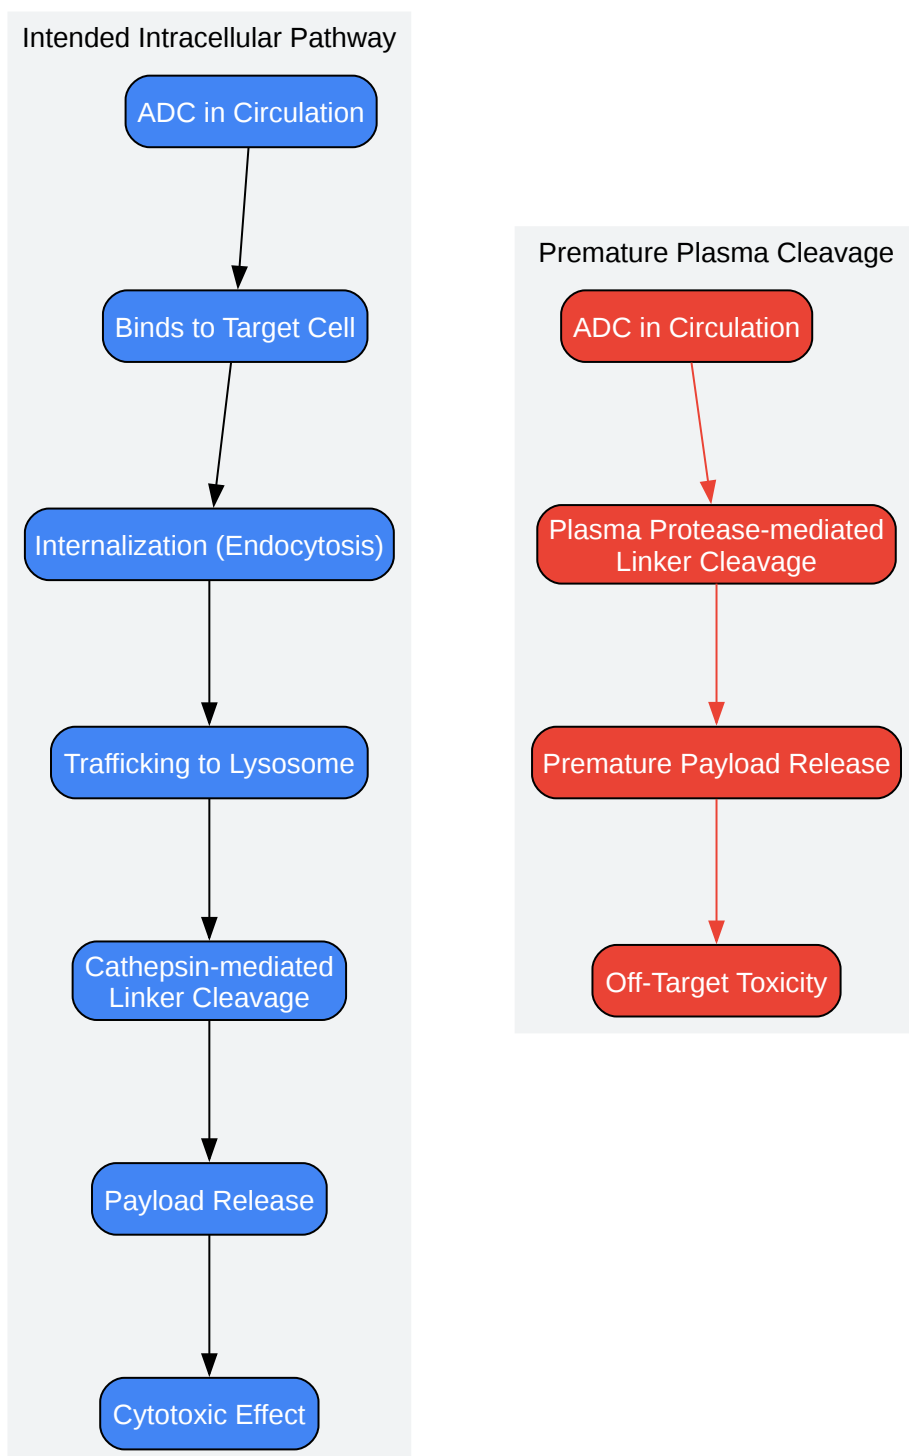 Intended Intracellular Pathway
ADC in Circulation
Binds to Target Cell
Internalization (Endocytosis)
Trafficking to Lysosome
Cathepsin-mediated
Linker Cleavage
Payload Release
Cytotoxic Effect
Premature Plasma Cleavage
ADC in Circulation
Plasma Protease-mediated
Linker Cleavage
Premature Payload Release
Off-Target Toxicity